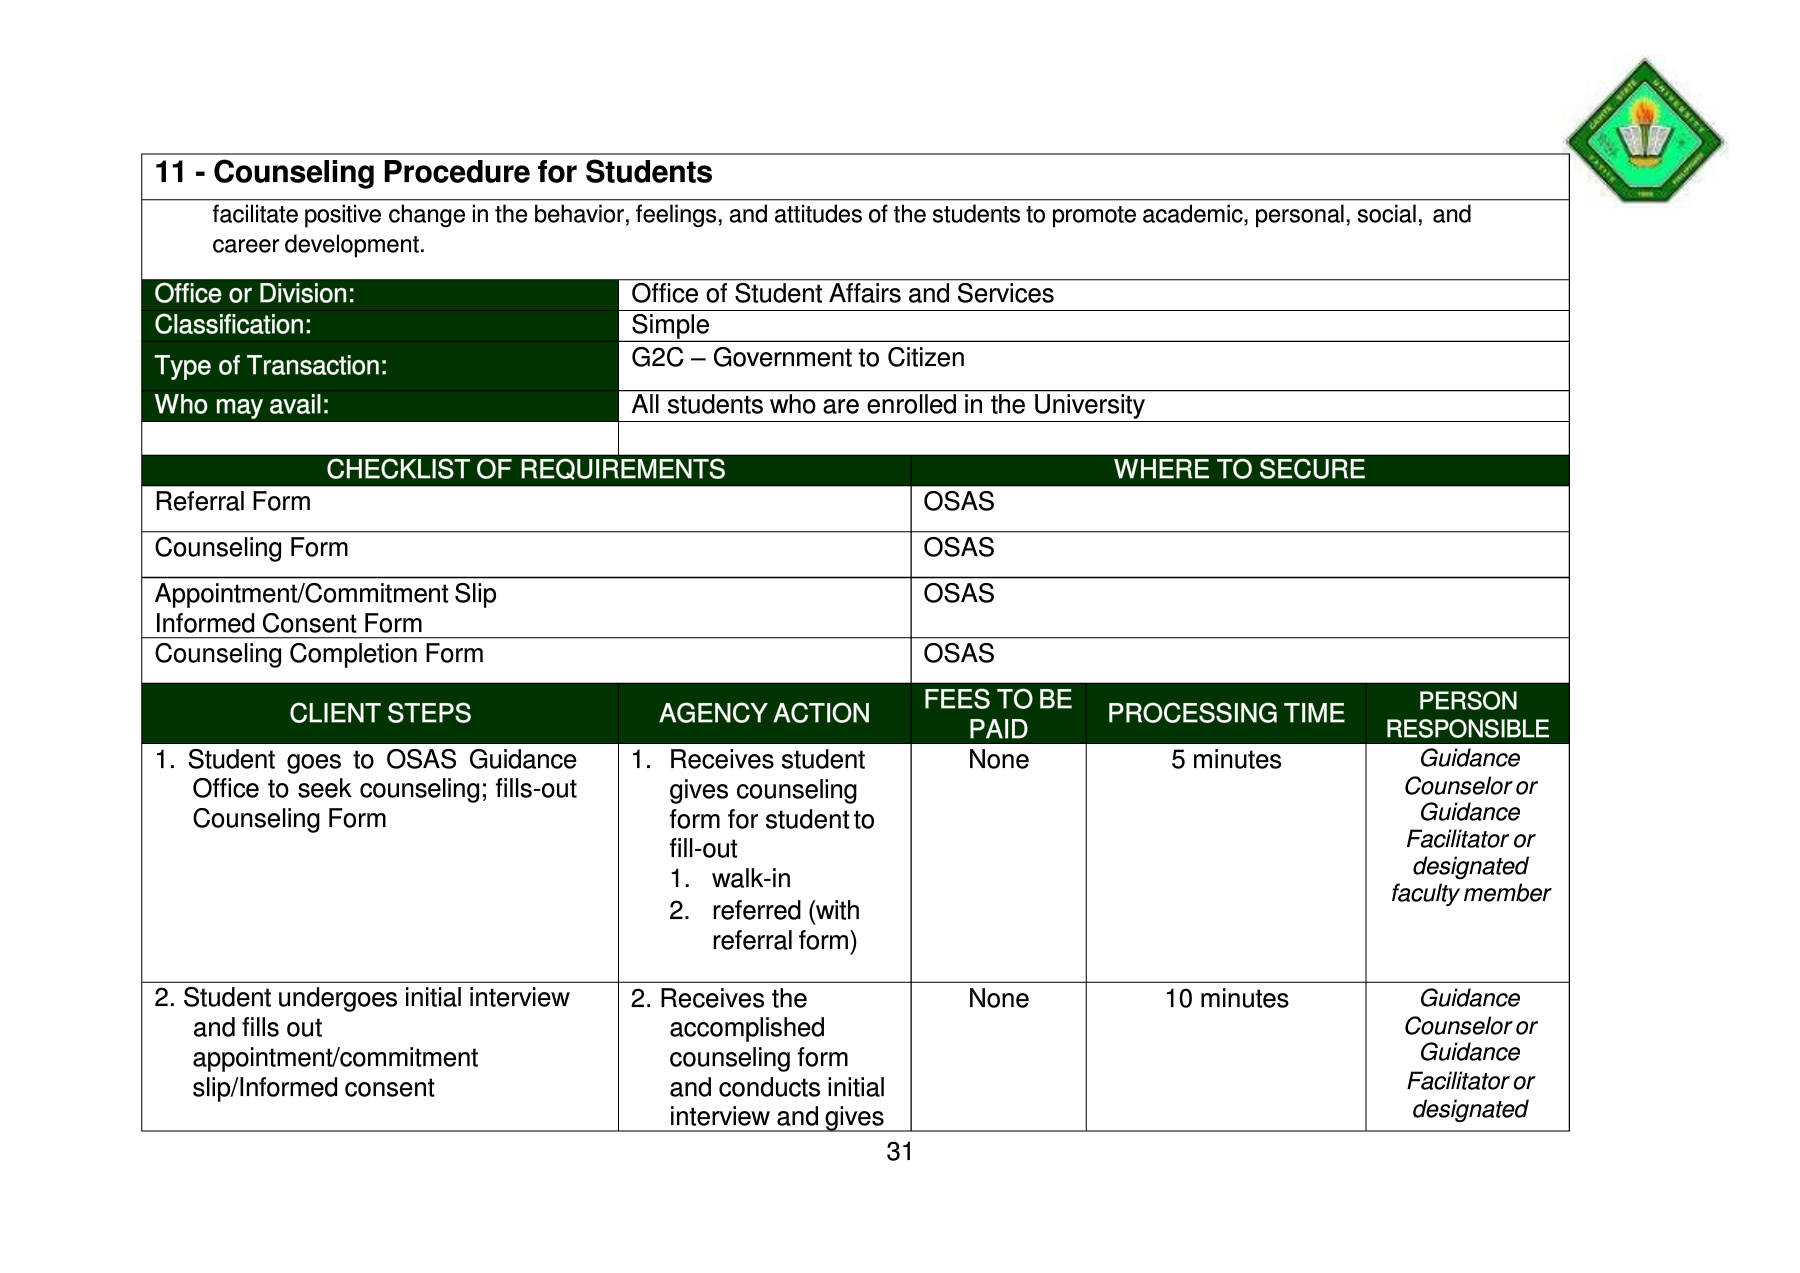 CAVITE STATE UNIVERSITY
11 - Counseling Procedure for Students
facilitate positive change in the behavior, feelings, and attitudes of the students to promote academic, personal, social, and
career development.
Office or Division:
Office of Student Affairs and Services
Classification:
Simple
Type of Transaction:
G2C – Government to Citizen
Who may avail:
All students who are enrolled in the University
CHECKLIST OF REQUIREMENTS
WHERE TO SECURE
Referral Form
OSAS
Counseling Form
OSAS
Appointment/Commitment Slip
Informed Consent Form
OSAS
Counseling Completion Form
OSAS
CLIENT STEPS
AGENCY ACTION
FEES TO BE
PAID
PROCESSING TIME
PERSON
RESPONSIBLE
1. Student goes to OSAS Guidance
Office to seek counseling; fills-out
Counseling Form
1. Receives student
gives counseling
form for student to
fill-out
1. walk-in
2. referred (with
referral form)
None
5 minutes
Guidance
Counselor or
Guidance
Facilitator or
designated
faculty member
2. Student undergoes initial interview
and fills out
appointment/commitment
slip/Informed consent
2. Receives the
accomplished
counseling form
and conducts initial
interview and gives
None
10 minutes
Guidance
Counselor or
Guidance
Facilitator or
designated
31